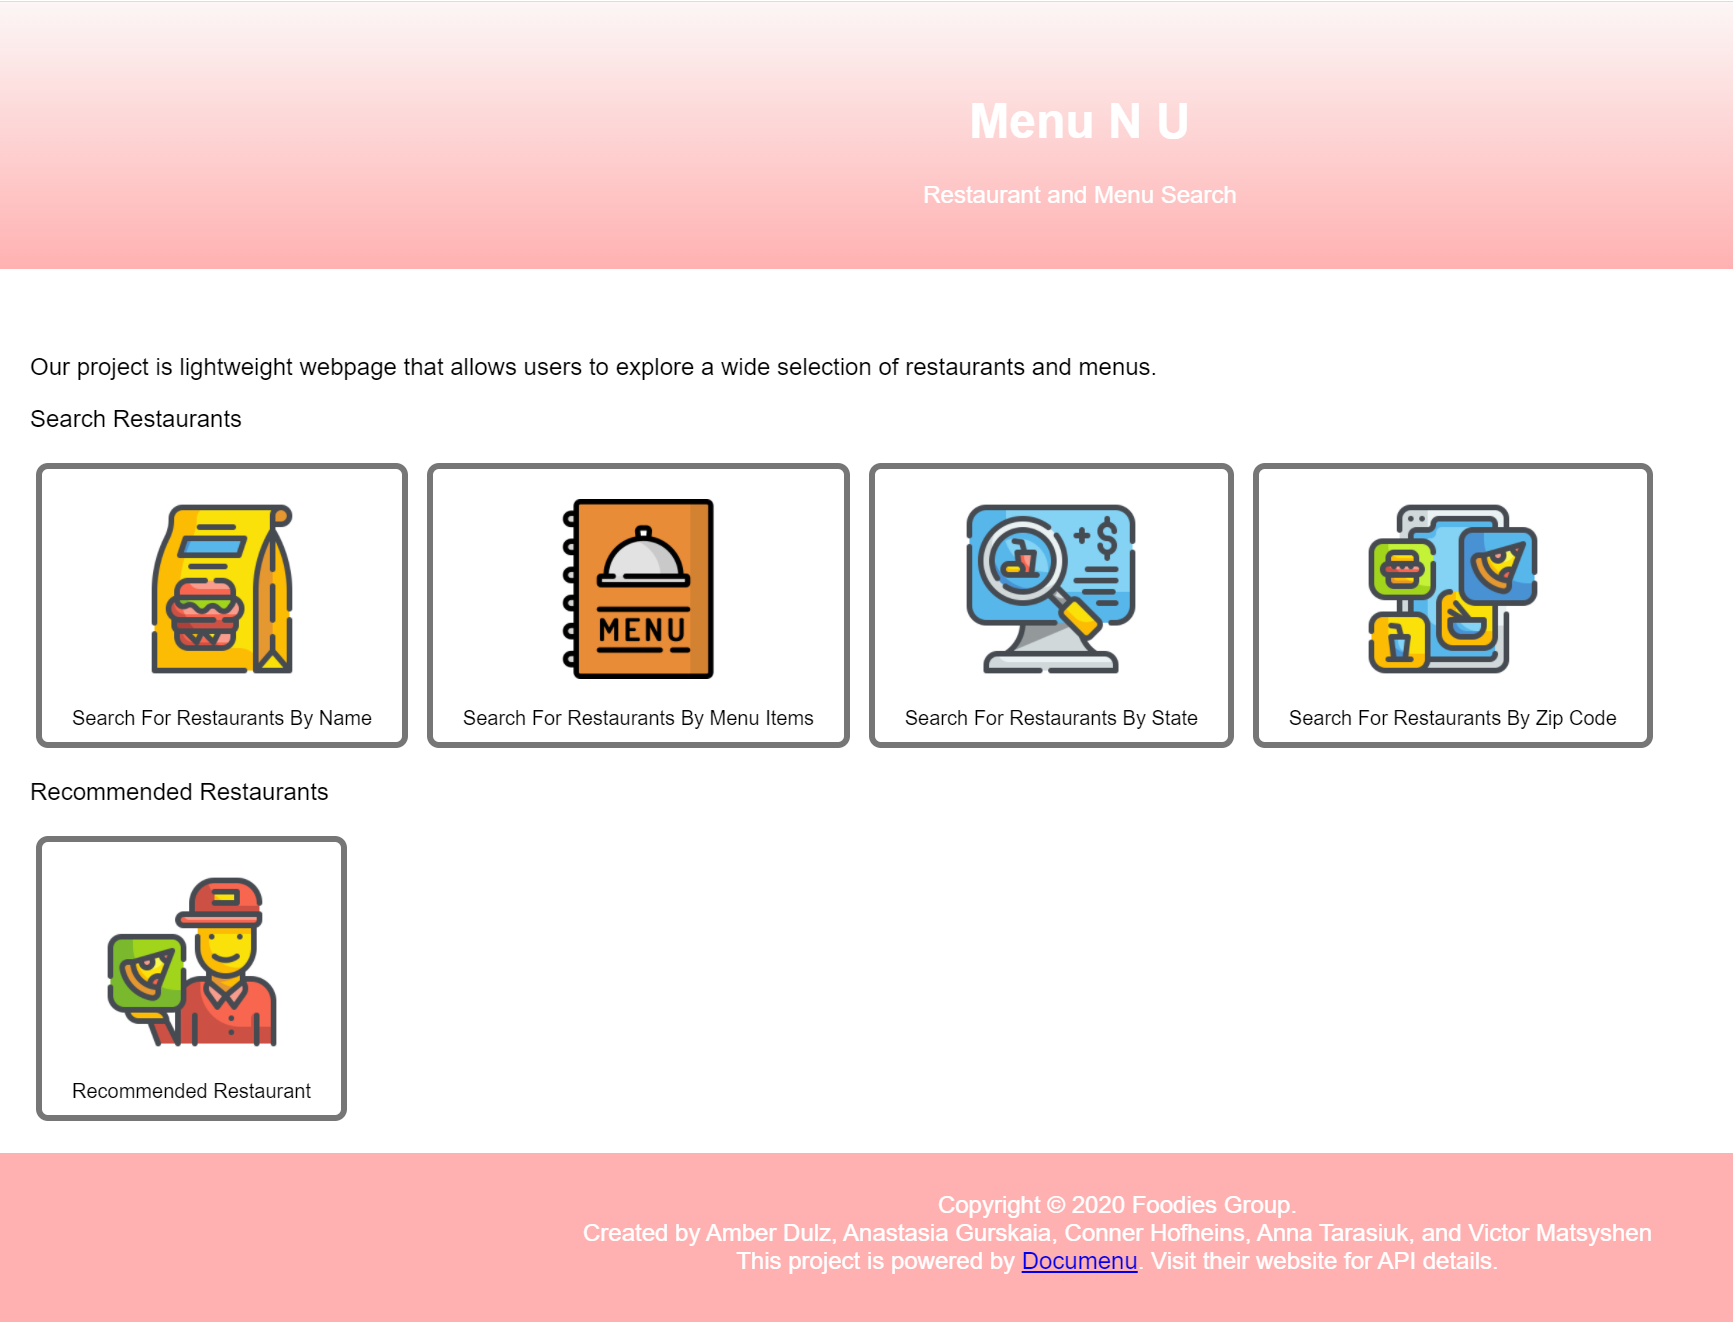 Menu N U
Restaurant and Menu Search
Our project is lightweight webpage that allows users to explore a wide selection of restaurants and menus.
Search Restaurants
MENU
Search For Restaurants By Name
Search For Restaurants By Menu Items
Search For Restaurants By State
Search For Restaurants By Zip Code
Recommended Restaurants
Recommended Restaurant
Copyright © 2020 Foodies Group.
Created by Amber Dulz, Anastasia Gurskaia, Conner Hofheins, Anna Tarasiuk, and Victor Matsyshen
This project is powered by Documenu. Visit their website for API details.